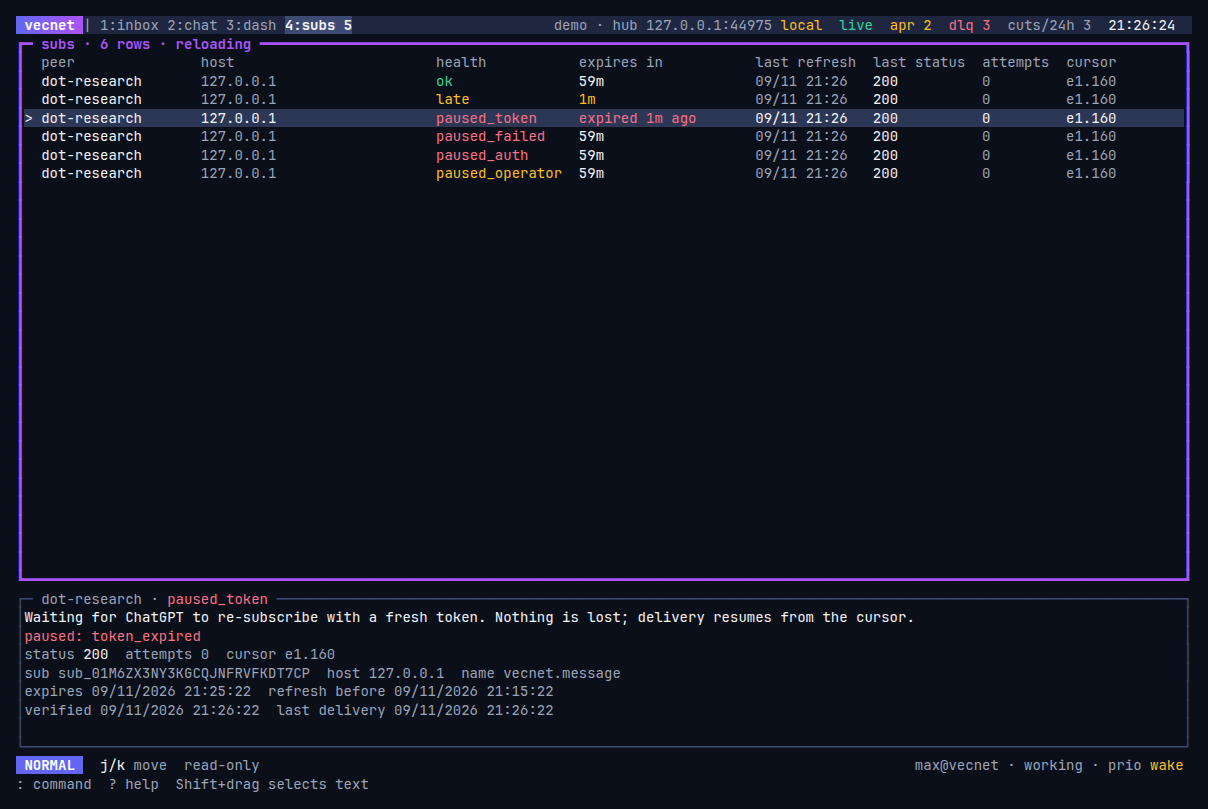 vecnet| 1:inbox 2:chat 3:dash 4:subs 5 demo · hub 127.0.0.1:44975 local live apr 2 dlq 3 cuts/24h 3 21:26:24
subs · 6 rows · reloading
peer host health expires in last refresh last status attempts cursor
dot-research 127.0.0.1 ok 59m 09/11 21:26 200 0 e1.160
dot-research 127.0.0.1 late 1m 09/11 21:26 200 0 e1.160
> dot-research 127.0.0.1 paused_token expired 1m ago 09/11 21:26 200 0 e1.160
dot-research 127.0.0.1 paused_failed 59m 09/11 21:26 200 0 e1.160
dot-research 127.0.0.1 paused_auth 59m 09/11 21:26 200 0 e1.160
dot-research 127.0.0.1 paused_operator 59m 09/11 21:26 200 0 e1.160
dot-research · paused_token
Waiting for ChatGPT to re-subscribe with a fresh token. Nothing is lost; delivery resumes from the cursor.
paused: token_expired
status 200 attempts 0 cursor e1.160
sub sub_01M6ZX3NY3KGCQJNFRVFKDT7CP host 127.0.0.1 name vecnet.message
expires 09/11/2026 21:25:22 refresh before 09/11/2026 21:15:22
verified 09/11/2026 21:26:22 last delivery 09/11/2026 21:26:22
NORMAL j/k move read-only max@vecnet · working · prio wake
: command ? help Shift+drag selects text